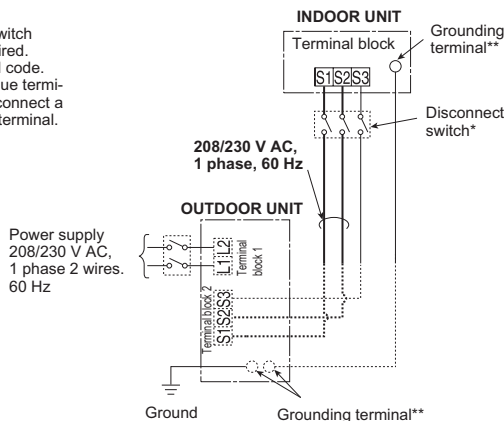 witch
ired.
l code.
ue termi-
connect a
terminal.
INDOOR UNIT
Terminal block
Grounding
terminal**
S1 S2 S3
Disconnect
switch*
208/230 V AC,
1 phase, 60 Hz
OUTDOOR UNIT
Power supply
208/230 V AC,
1 phase 2 wires.
60 Hz
L1 L2
Terminal
block 1
Terminal block 2
S1 S2 S3
Ground
Grounding terminal**